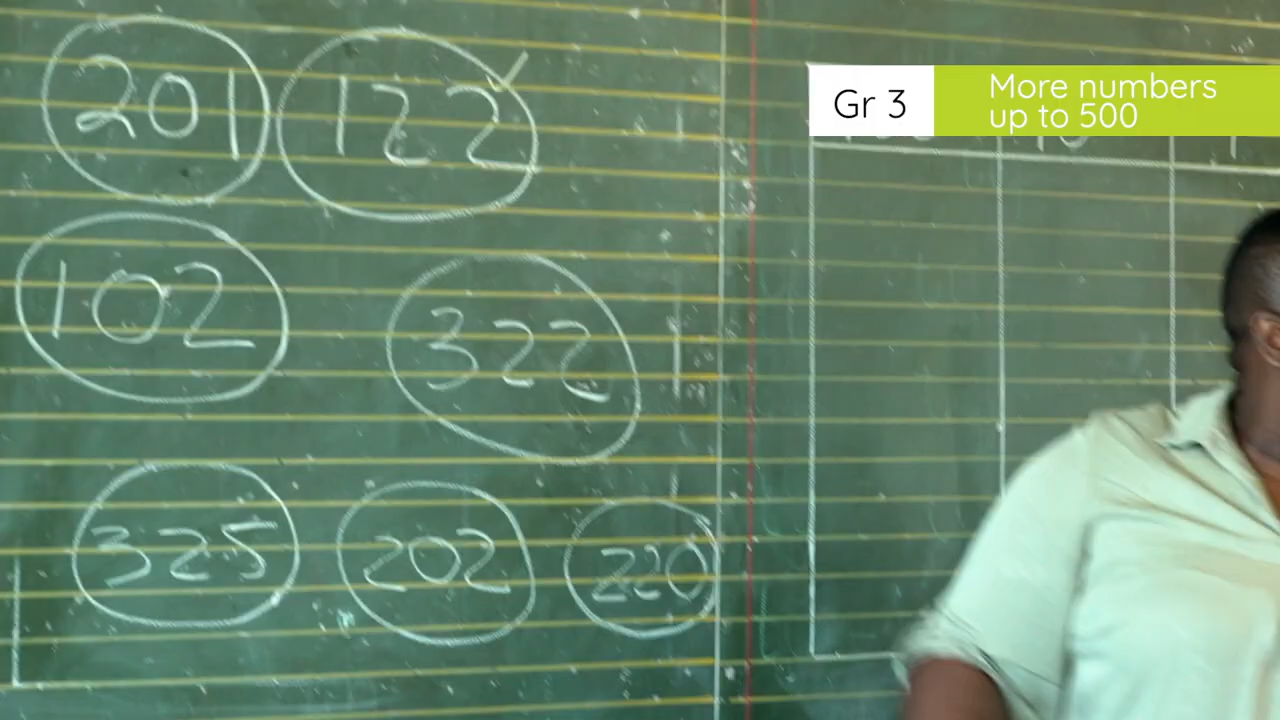 201 122
102 322
325 202 220
Gr 3
More numbers
up to 500